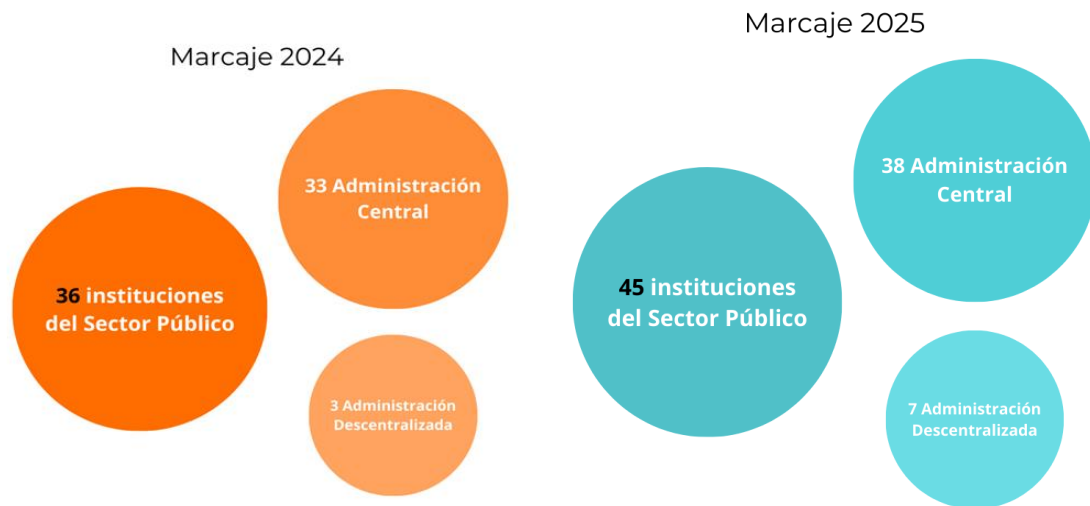 Marcaje 2024
33 Administración
Central
36 instituciones
del Sector Público
3 Administración
Descentralizada
Marcaje 2025
38 Administración
Central
45 instituciones
del Sector Público
7 Administración
Descentralizada